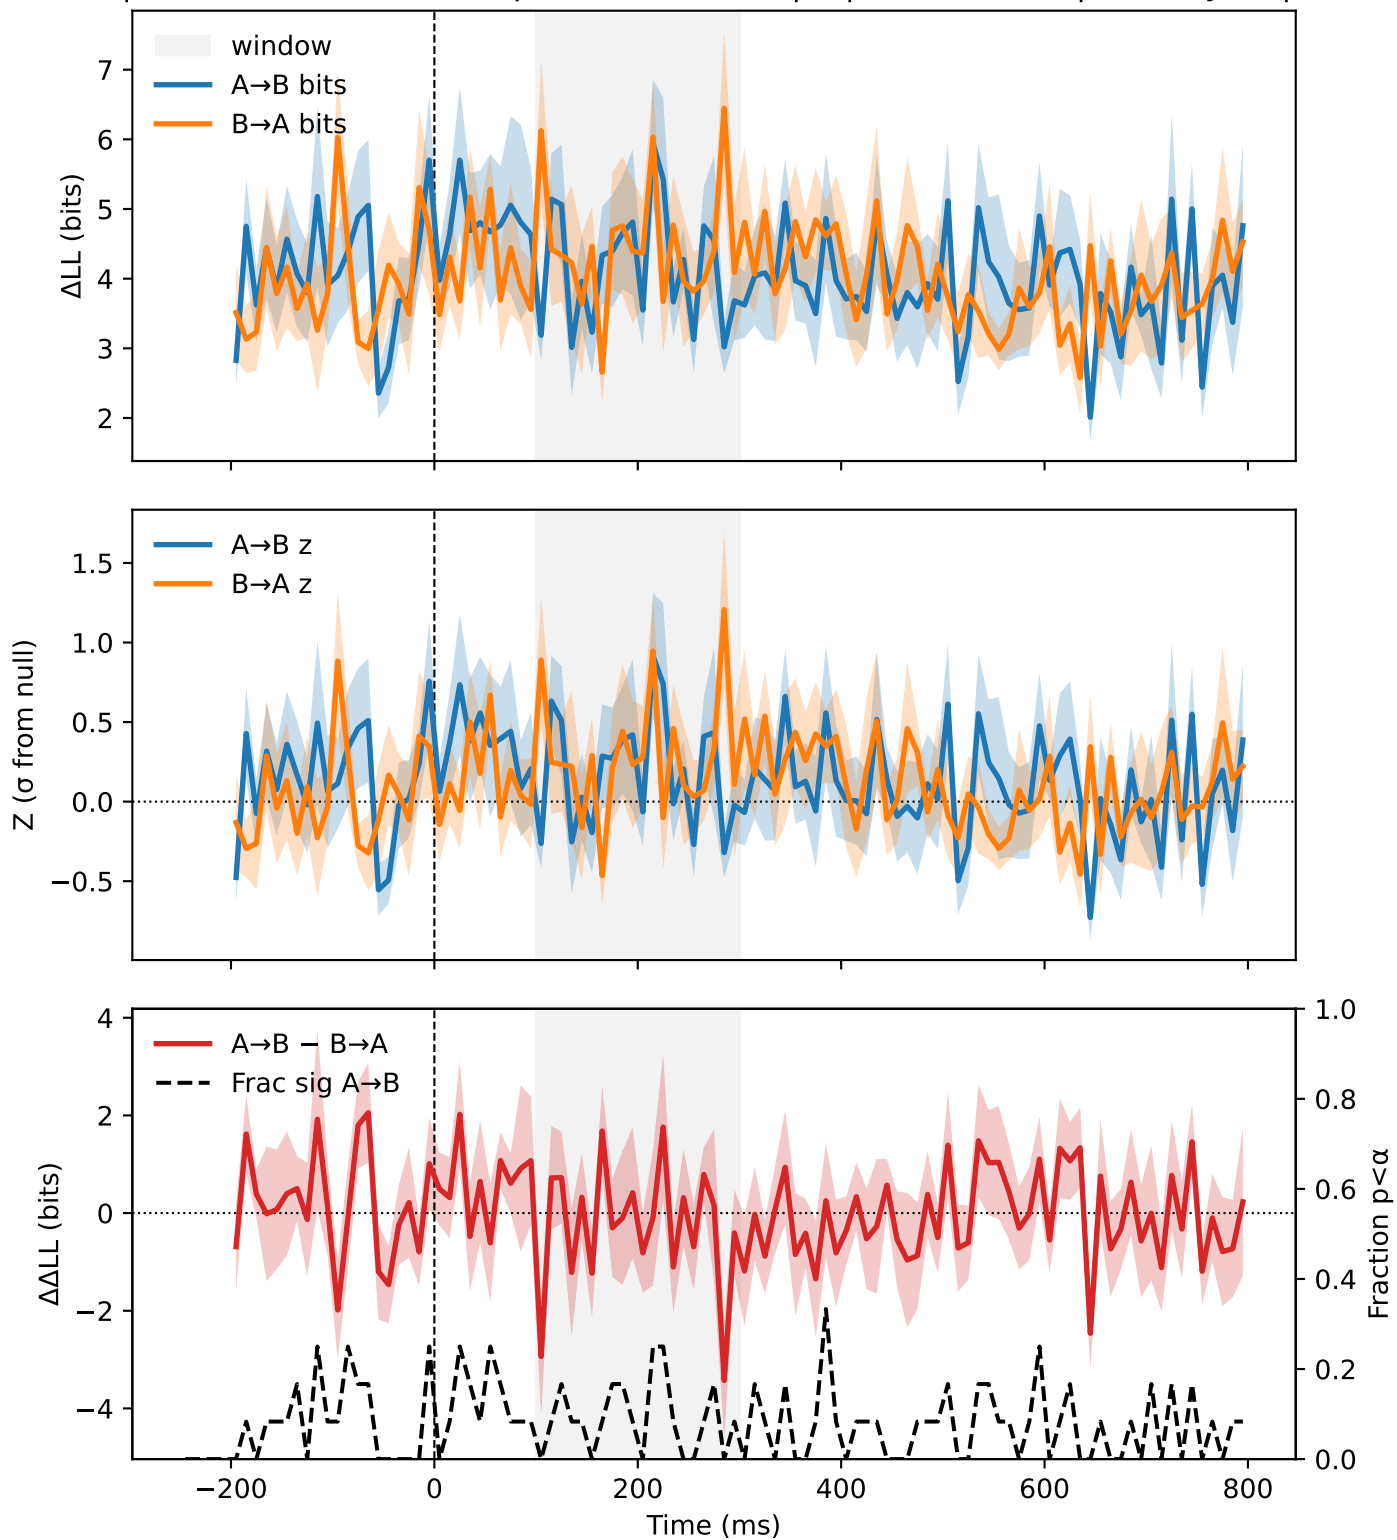 window
A→B bits
B→A bits
ΔLL (bits)
7
6
5
4
3
2
A→B z
B→A z
Z (σ from null)
1.5
1.0
0.5
0.0
−0.5
A→B − B→A
Frac sig A→B
ΔΔLL (bits)
4
2
0
−2
−4
1.0
0.8
0.6
0.4
0.2
0.0
Fraction p<α
−200
0
200
400
600
800
Time (ms)